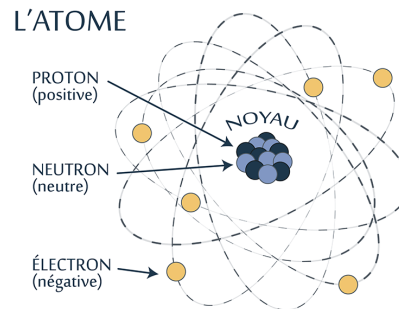 L'ATOME
PROTON
(positive)
NOYAU
NEUTRON
(neutre)
ÉLECTRON
(négative)